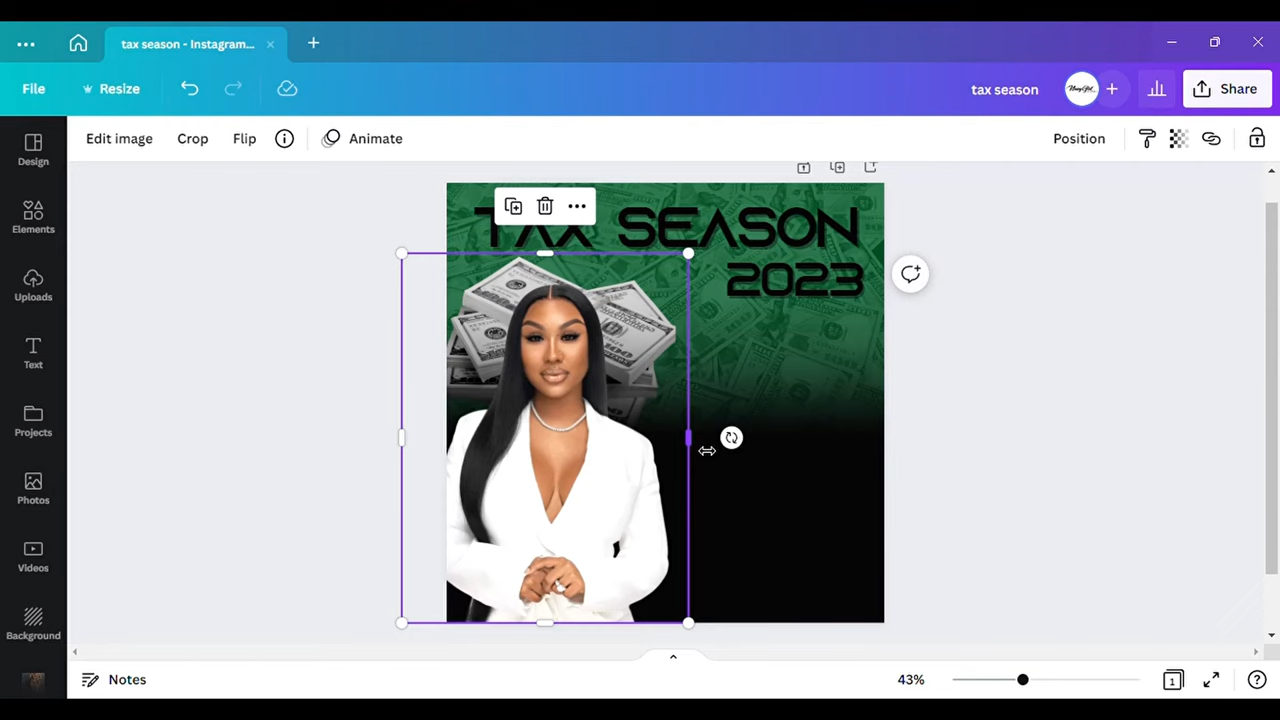 tax season - Instagram...
File
Resize
tax season
Share
Edit image
Crop
Flip
Animate
Position
Design
Elements
Uploads
Text
Projects
Photos
Videos
Background
TAX SEASON
2023
100
Notes
43%
1